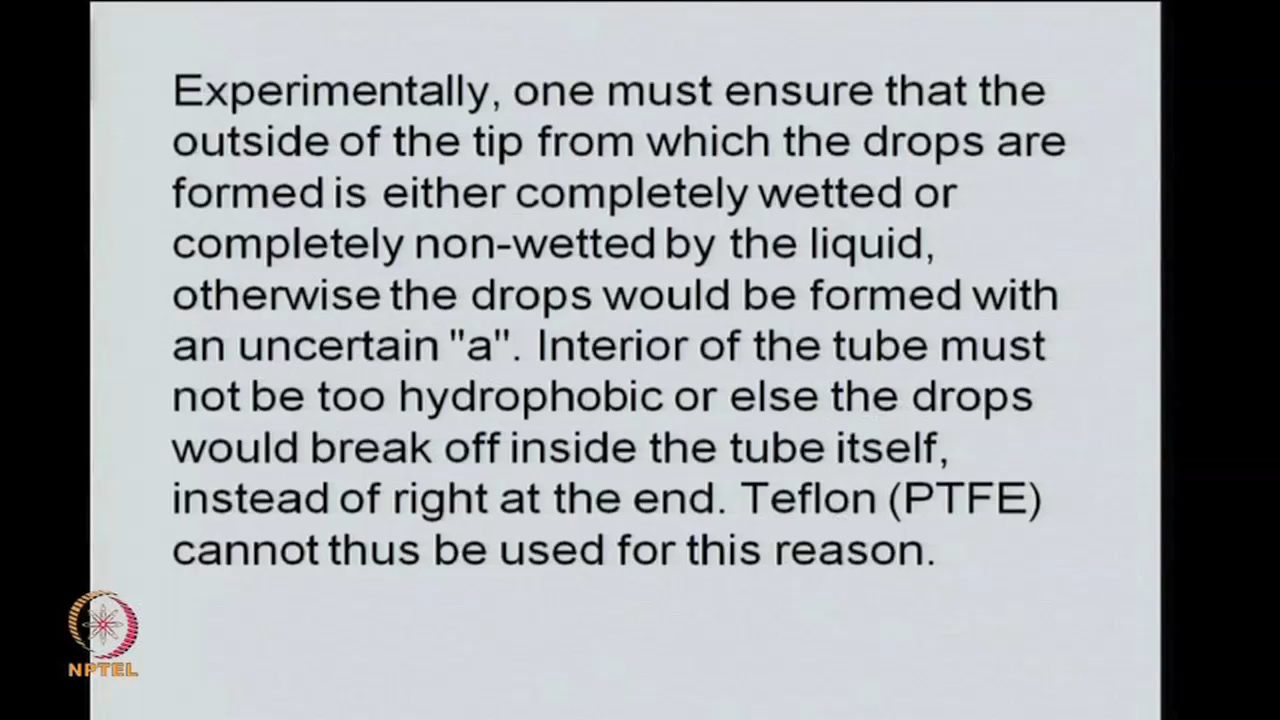 Experimentally, one must ensure that the
outside of the tip from which the drops are
formed is either completely wetted or
completely non-wetted by the liquid,
otherwise the drops would be formed with
an uncertain "a". Interior of the tube must
not be too hydrophobic or else the drops
would break off inside the tube itself,
instead of right at the end. Teflon (PTFE)
cannot thus be used for this reason.
NPTEL